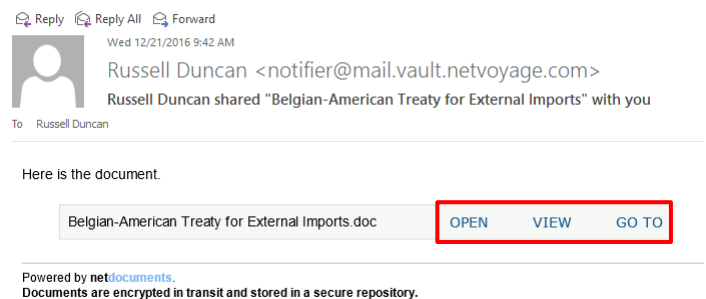 Reply Reply All Forward
Wed 12/21/2016 9:42 AM
Russell Duncan <notifier@mail.vault.netvoyage.com>
Russell Duncan shared "Belgian-American Treaty for External Imports" with you
To Russell Duncan
Here is the document.
Belgian-American Treaty for External Imports.doc OPEN VIEW GO TO
Powered by netdocuments.
Documents are encrypted in transit and stored in a secure repository.